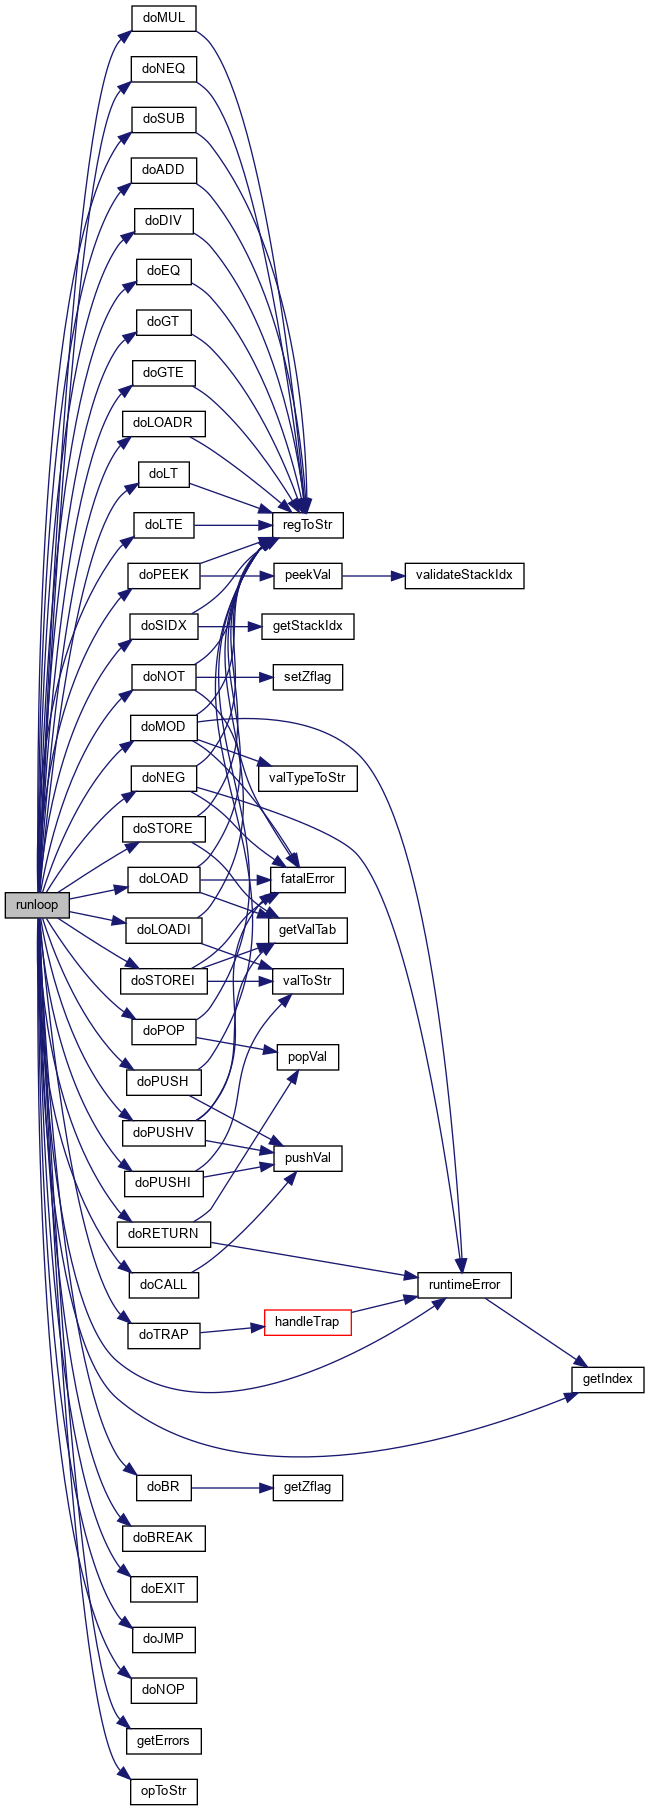 doMUL
doNEQ
doSUB
doADD
doDIV
doEQ
doGT
doGTE
doLOADR
doLT
doLTE
regToStr
doPEEK
peekVal
validateStackIdx
doSIDX
getStackIdx
doNOT
setZflag
doMOD
doNEG
valTypeToStr
doSTORE
doLOAD
fatalError
runloop
doLOADI
getValTab
doSTOREI
valToStr
doPOP
popVal
doPUSH
doPUSHV
pushVal
doPUSHI
doRETURN
doCALL
runtimeError
doTRAP
handleTrap
getIndex
doBR
getZflag
doBREAK
doEXIT
doJMP
doNOP
getErrors
opToStr